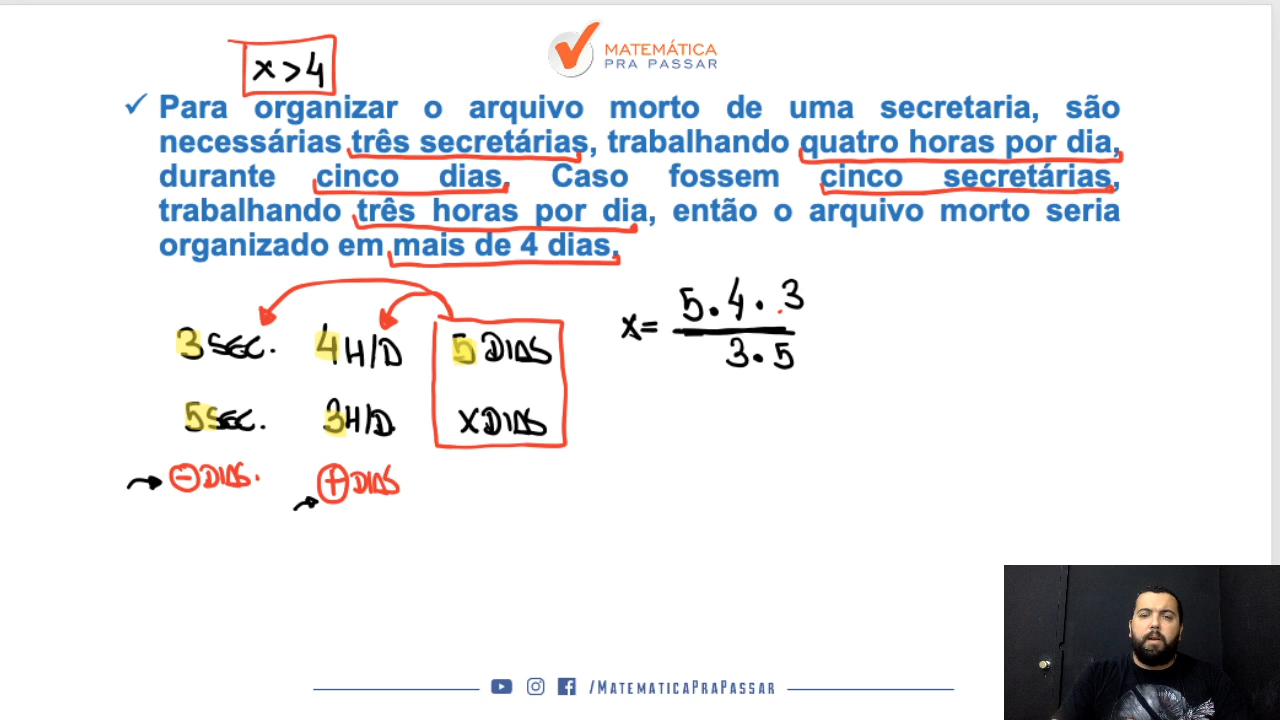 x > 4
MATEMÁTICA
PRA PASSAR
✓ Para organizar o arquivo morto de uma secretaria, são
necessárias três secretárias, trabalhando quatro horas por dia,
durante cinco dias. Caso fossem cinco secretárias,
trabalhando três horas por dia, então o arquivo morto seria
organizado em mais de 4 dias.
3 SEC. 4 H/D 5 DIAS
5 SEC. 3 H/D X DIAS
- DIAS. + DIAS
x = 5 . 4 . 3
3 . 5
/MATEMATICAPRAPASSAR